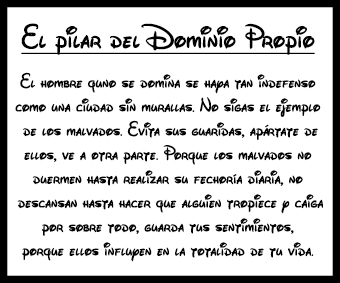 El pilar del Dominio Propio
El hombre quno se domina se haya tan indefenso
como una ciudad sin murallas. No sigas el ejemplo
de los malvados. Evita sus guaridas, apártate de
ellos, ve a otra parte. Porque los malvados no
duermen hasta realizar su fechoría diaria, no
descansan hasta hacer que alguien tropiece y caiga
por sobre todo, guarda tus sentimientos,
porque ellos influyen en la totalidad de tu vida.